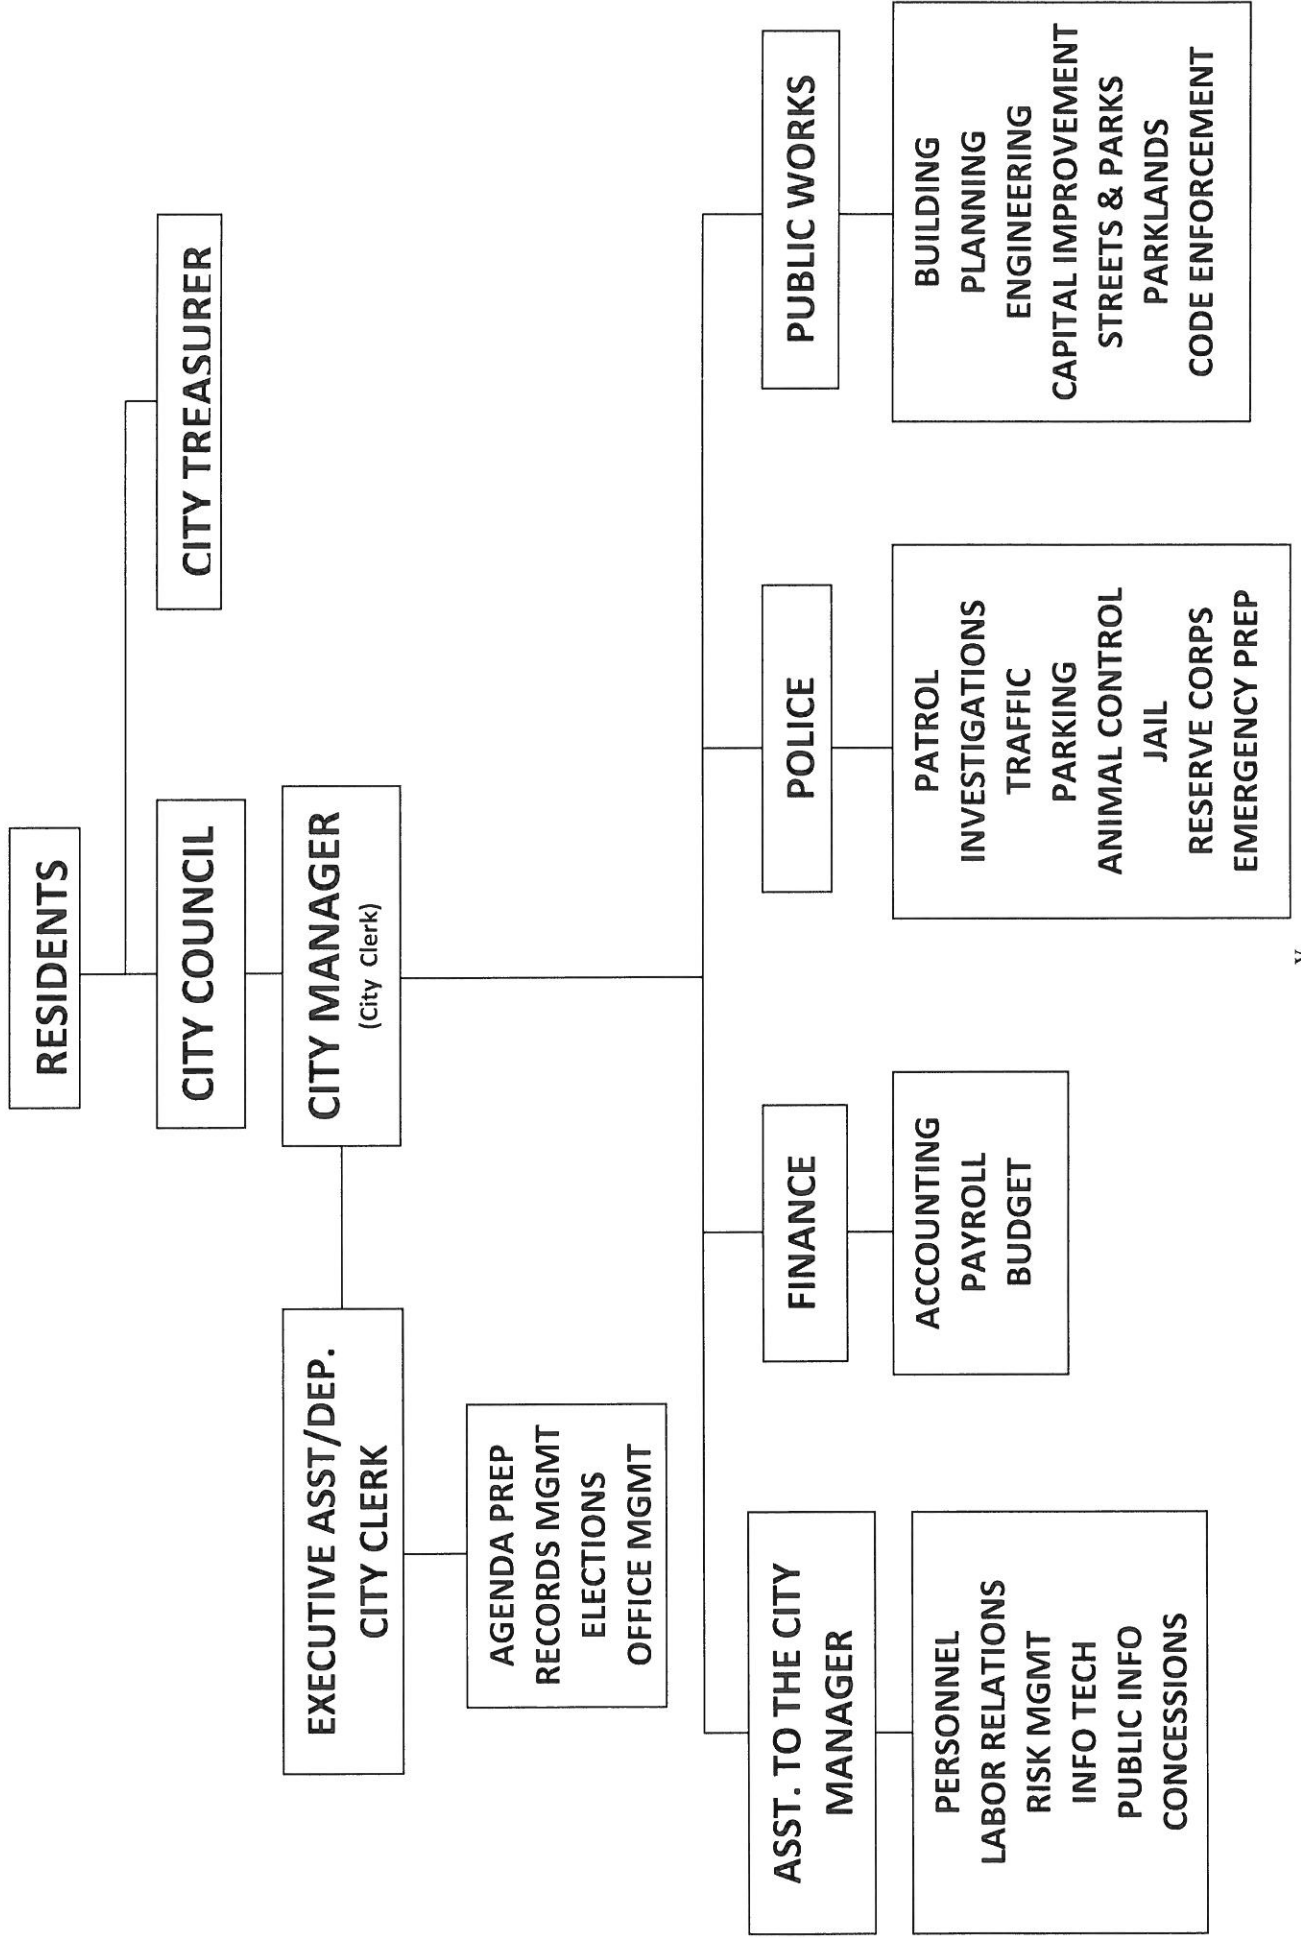 RESIDENTS
CITY COUNCIL
CITY TREASURER
CITY MANAGER
(City Clerk)
EXECUTIVE ASST/DEP.
CITY CLERK
AGENDA PREP
RECORDS MGMT
ELECTIONS
OFFICE MGMT
ASST. TO THE CITY
MANAGER
PERSONNEL
LABOR RELATIONS
RISK MGMT
INFO TECH
PUBLIC INFO
CONCESSIONS
FINANCE
ACCOUNTING
PAYROLL
BUDGET
POLICE
PATROL
INVESTIGATIONS
TRAFFIC
PARKING
ANIMAL CONTROL
JAIL
RESERVE CORPS
EMERGENCY PREP
PUBLIC WORKS
BUILDING
PLANNING
ENGINEERING
CAPITAL IMPROVEMENT
STREETS & PARKS
PARKLANDS
CODE ENFORCEMENT